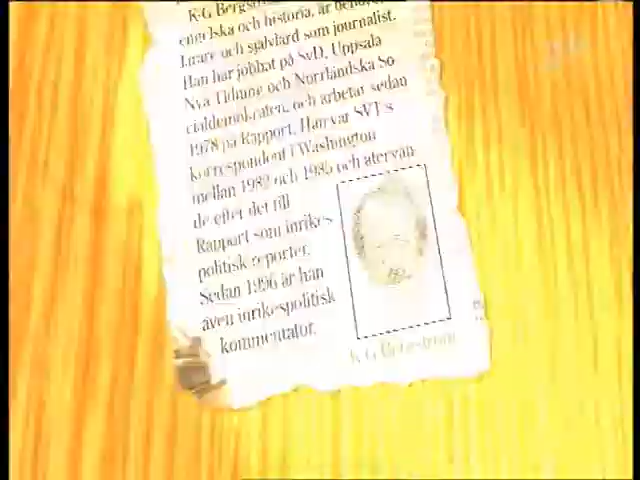 K-G Bergström
engelska och historia, är behörig
lärare och självlärd som journalist.
Han har jobbat på SvD, Uppsala
Nya Tidning och Norrländska So
cialdemokraten, och arbetar sedan
1978 på Rapport. Han var SVT:s
korrespondent i Washington
mellan 1982 och 1985 och återvän
de efter det till
Rapport som inrikes
politisk reporter.
Sedan 1996 är han
även inrikespolitisk
kommentator.
K-G Bergström